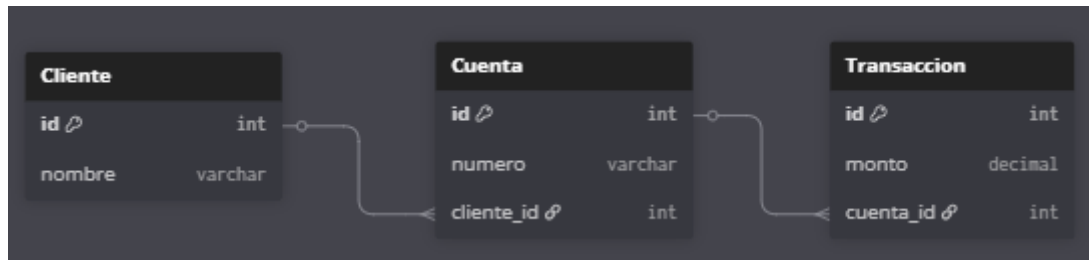 Cliente
id int
nombre varchar
Cuenta
id int
numero varchar
cliente_id int
Transaccion
id int
monto decimal
cuenta_id int